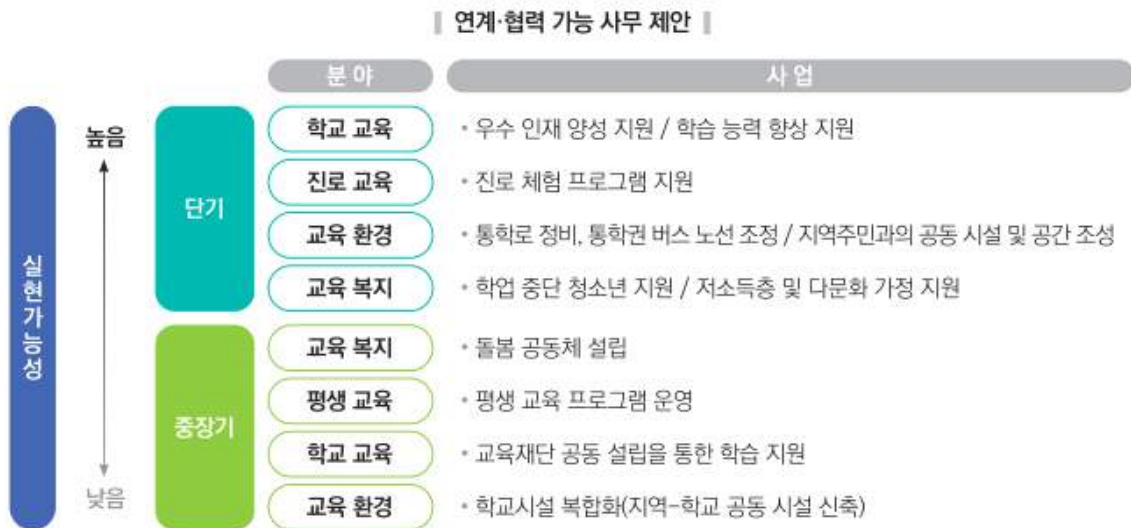 연계·협력 가능 사무 제안
분야 사업
실현가능성
높음
낮음
단기
학교 교육 • 우수 인재 양성 지원 / 학습 능력 향상 지원
진로 교육 • 진로 체험 프로그램 지원
교육 환경 • 통학로 정비, 통학권 버스 노선 조정 / 지역주민과의 공동 시설 및 공간 조성
교육 복지 • 학업 중단 청소년 지원 / 저소득층 및 다문화 가정 지원
중장기
교육 복지 • 돌봄 공동체 설립
평생 교육 • 평생 교육 프로그램 운영
학교 교육 • 교육재단 공동 설립을 통한 학습 지원
교육 환경 • 학교시설 복합화(지역-학교 공동 시설 신축)